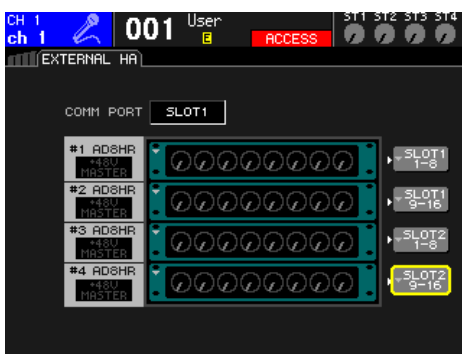 CH 1
ch 1
001
User
E
ACCESS
ST1 ST2 ST3 ST4
EXTERNAL HA
COMM PORT SLOT1
#1 AD8HR
+48V
MASTER
SLOT1
1-8
#2 AD8HR
+48V
MASTER
SLOT1
9-16
#3 AD8HR
+48V
MASTER
SLOT2
1-8
#4 AD8HR
+48V
MASTER
SLOT2
9-16